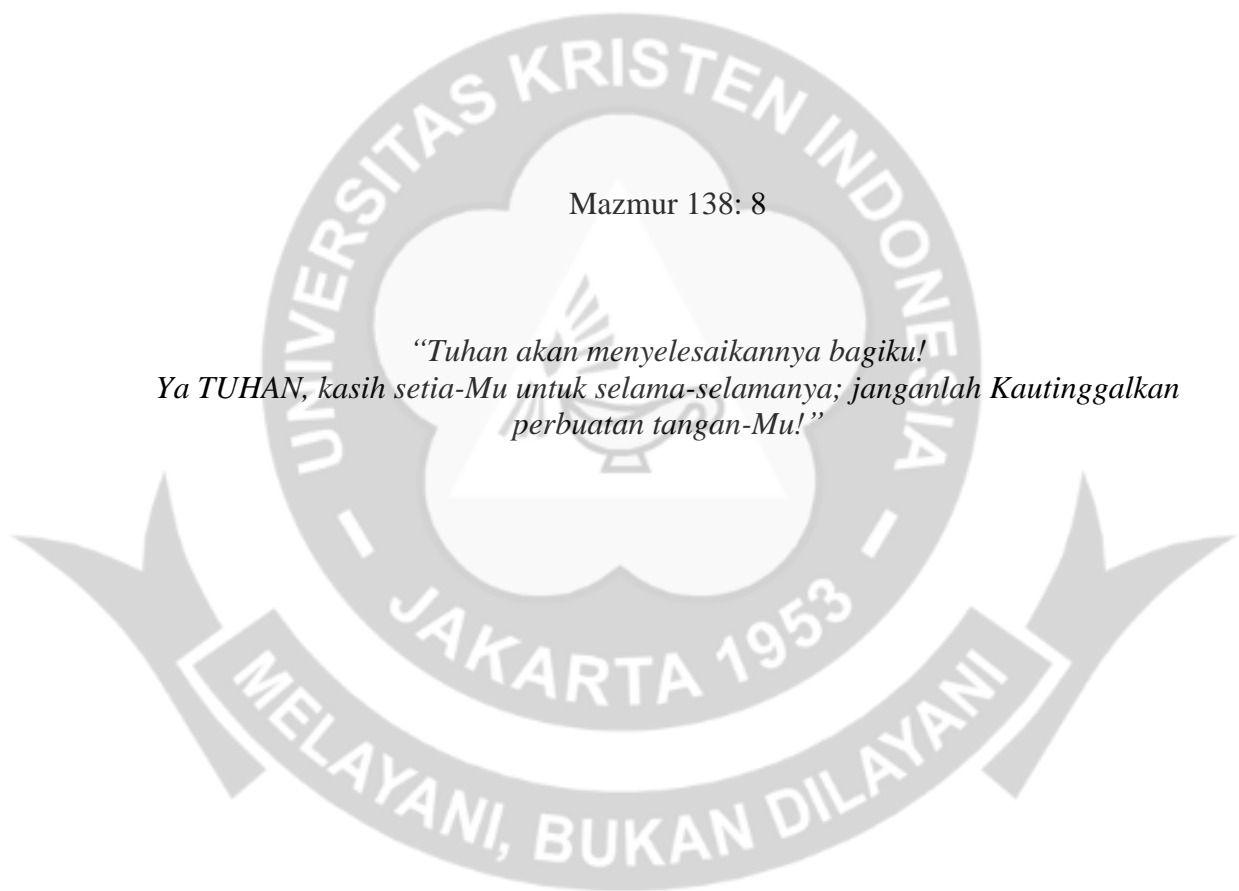 UNIVERSITAS KRISTEN INDONESIA
Mazmur 138: 8
“Tuhan akan menyelesaikannya bagiku!
Ya TUHAN, kasih setia-Mu untuk selama-selamanya; janganlah Kautinggalkan
perbuatan tangan-Mu!”
JAKARTA 1953
MELAYANI, BUKAN DILAYANI